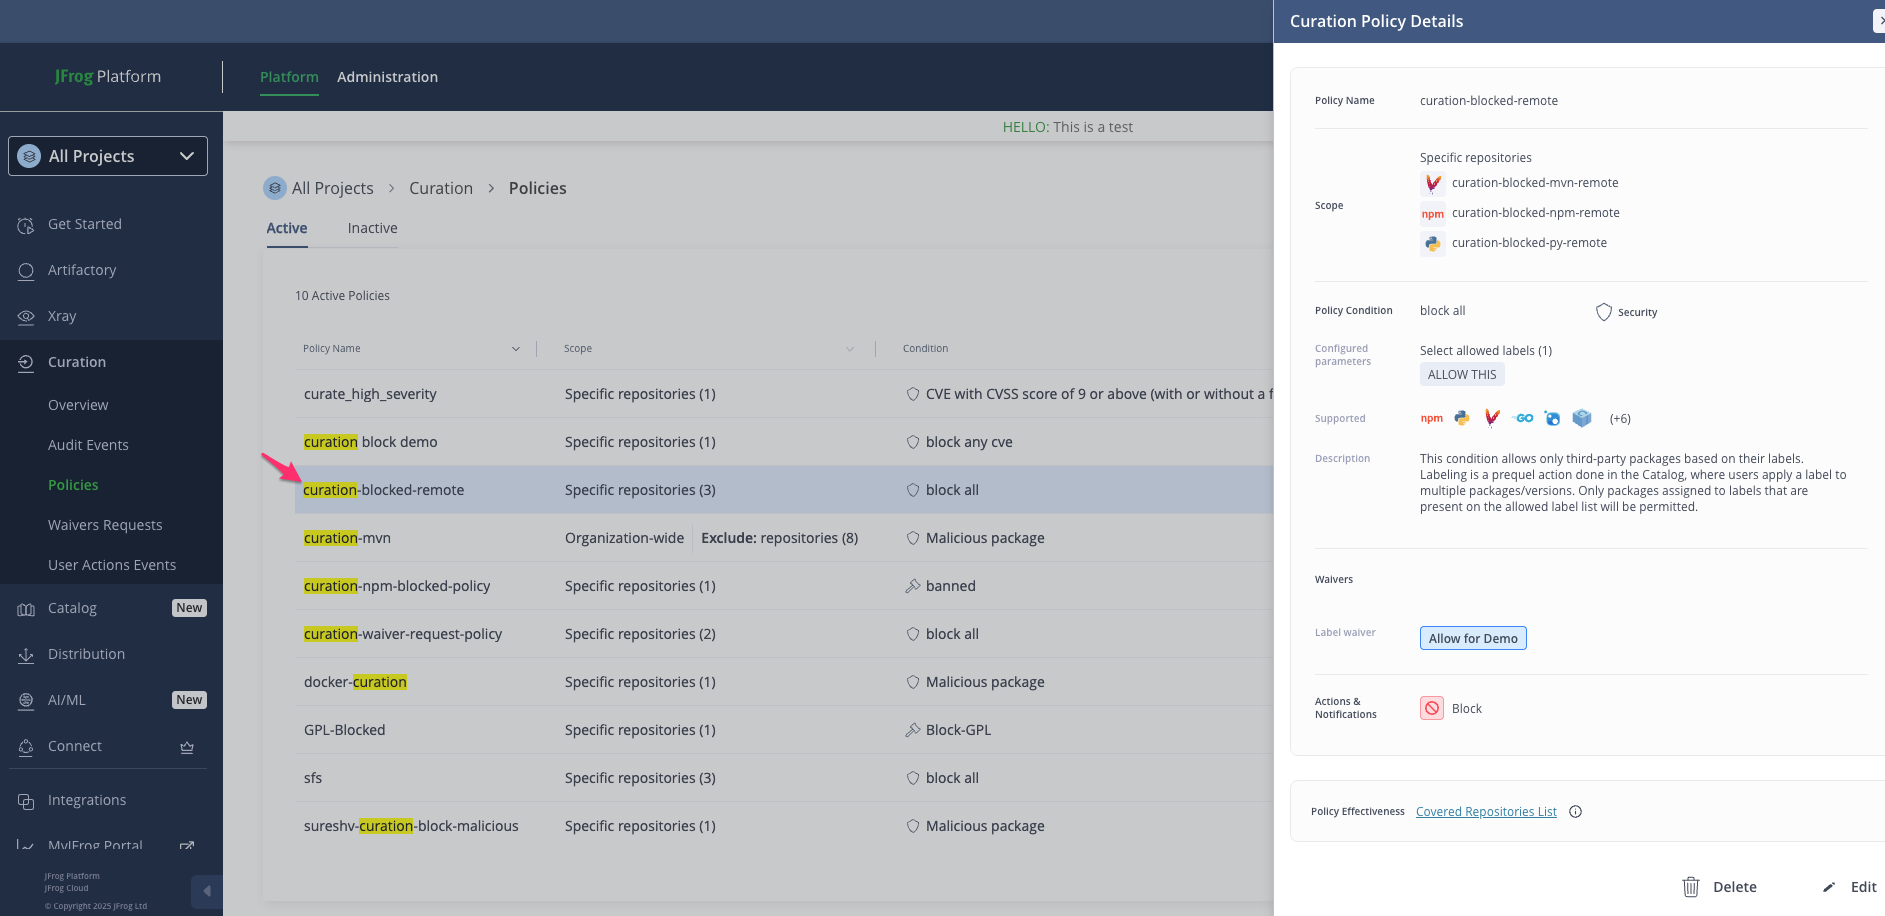 Curation Policy Details
JFrog Platform
Platform
Administration
HELLO: This is a test
All Projects
Get Started
Artifactory
Xray
Curation
Overview
Audit Events
Policies
Waivers Requests
User Actions Events
Catalog New
Distribution
AI/ML New
Connect
Integrations
MyJFrog Portal
JFrog Platform
JFrog Cloud
© Copyright 2025 JFrog Ltd
All Projects > Curation > Policies
Active
Inactive
10 Active Policies
Policy Name Scope Condition
curate_high_severity Specific repositories (1) CVE with CVSS score of 9 or above (with or without a f
curation block demo Specific repositories (1) block any cve
curation-blocked-remote Specific repositories (3) block all
curation-mvn Organization-wide Exclude: repositories (8) Malicious package
curation-npm-blocked-policy Specific repositories (1) banned
curation-waiver-request-policy Specific repositories (2) block all
docker-curation Specific repositories (1) Malicious package
GPL-Blocked Specific repositories (1) Block-GPL
sfs Specific repositories (3) block all
sureshv-curation-block-malicious Specific repositories (1) Malicious package
Policy Name curation-blocked-remote
Scope
Specific repositories
curation-blocked-mvn-remote
npm curation-blocked-npm-remote
curation-blocked-py-remote
Policy Condition block all Security
Configured
parameters
Select allowed labels (1)
ALLOW THIS
Supported npm GO (+6)
Description
This condition allows only third-party packages based on their labels.
Labeling is a prequel action done in the Catalog, where users apply a label to
multiple packages/versions. Only packages assigned to labels that are
present on the allowed label list will be permitted.
Waivers
Label waiver Allow for Demo
Actions &
Notifications
Block
Policy Effectiveness Covered Repositories List
Delete
Edit